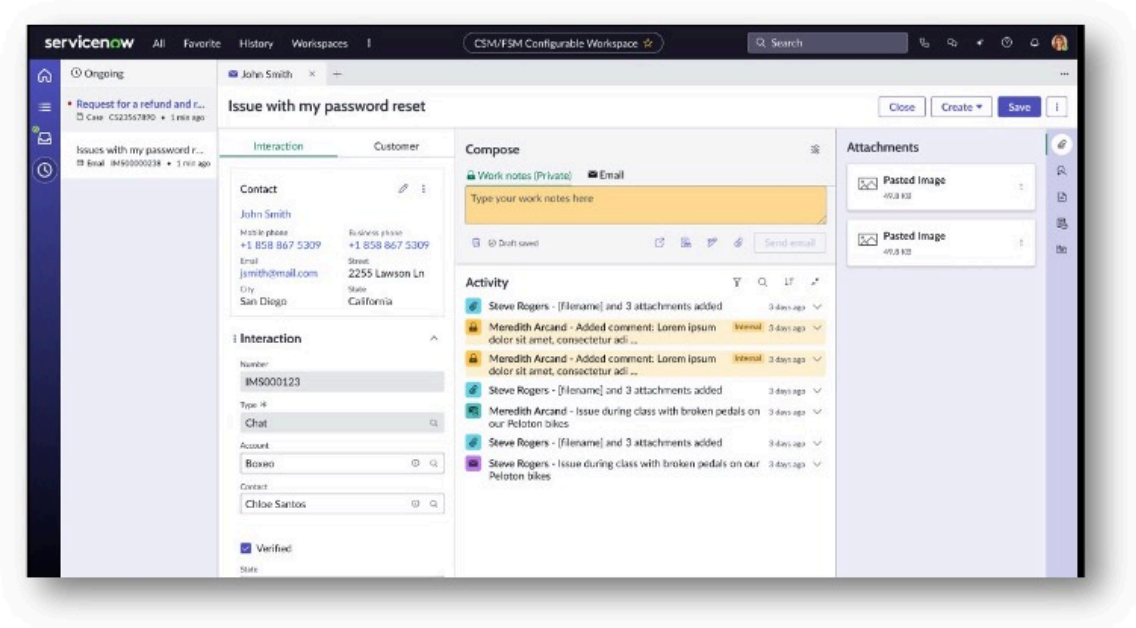 servicenow All Favorite History Workspaces CSM/FSM Configurable Workspace Search
Ongoing
Request for a refund and r...
Case CS23567890 • 1 min ago
Issues with my password r...
Email IMS00000238 • 1 min ago
John Smith
Issue with my password reset
Close Create Save
Interaction Customer
Contact
John Smith
Mobile phone Business phone
+1 858 867 5309 +1 858 867 5309
Email Street
jsmith@mail.com 2255 Lawson Ln
City State
San Diego California
Interaction
Number
IMS000123
Type
Chat
Account
Boxeo
Contact
Chloe Santos
Verified
State
Compose
Work notes (Private) Email
Type your work notes here
Draft saved Send email
Activity
Steve Rogers - [filename] and 3 attachments added 3 days ago
Meredith Arcand - Added comment: Lorem ipsum Internal 3 days ago
dolor sit amet, consectetur adi ...
Meredith Arcand - Added comment: Lorem ipsum Internal 3 days ago
dolor sit amet, consectetur adi ...
Steve Rogers - [filename] and 3 attachments added 3 days ago
Meredith Arcand - Issue during class with broken pedals on 3 days ago
our Peloton bikes
Steve Rogers - [filename] and 3 attachments added 3 days ago
Steve Rogers - Issue during class with broken pedals on our 3 days ago
Peloton bikes
Attachments
Pasted Image
49.8 KB
Pasted Image
49.8 KB